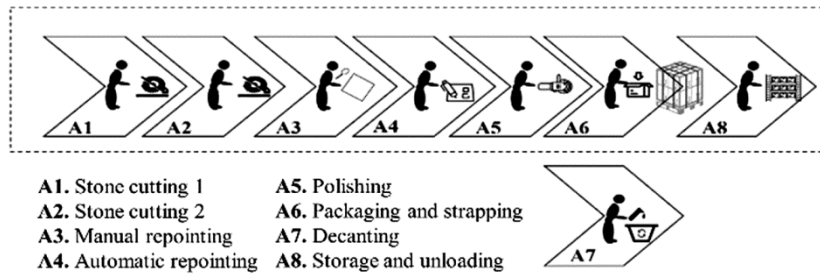 A1 A2 A3 A4 A5 A6 A8
A1. Stone cutting 1 A5. Polishing
A2. Stone cutting 2 A6. Packaging and strapping
A3. Manual repointing A7. Decanting
A4. Automatic repointing A8. Storage and unloading
A7